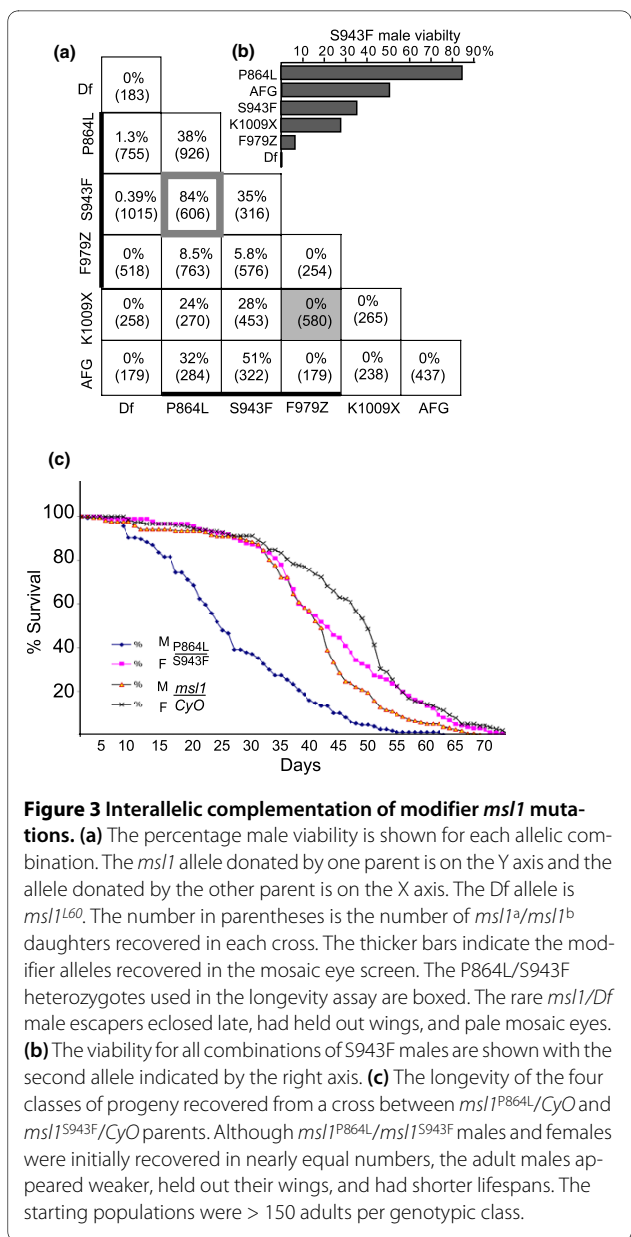 (a)
(b)
S943F male viabilty
10 20 30 40 50 60 70 80 90%
P864L
AFG
S943F
K1009X
F979Z
Df
Df 0% (183)
P864L 1.3% (755) 38% (926)
S943F 0.39% (1015) 84% (606) 35% (316)
F979Z 0% (518) 8.5% (763) 5.8% (576) 0% (254)
K1009X 0% (258) 24% (270) 28% (453) 0% (580) 0% (265)
AFG 0% (179) 32% (284) 51% (322) 0% (179) 0% (238) 0% (437)
Df P864L S943F F979Z K1009X AFG
(c)
% Survival
100
80
60
40
20
% M P864L
% F S943F
% M msl1
% F CyO
5 10 15 20 25 30 35 40 45 50 55 60 65 70
Days
Figure 3 Interallelic complementation of modifier msl1 muta-
tions. (a) The percentage male viability is shown for each allelic com-
bination. The msl1 allele donated by one parent is on the Y axis and the
allele donated by the other parent is on the X axis. The Df allele is
msl1L60. The number in parentheses is the number of msl1a/msl1b
daughters recovered in each cross. The thicker bars indicate the mod-
ifier alleles recovered in the mosaic eye screen. The P864L/S943F
heterozygotes used in the longevity assay are boxed. The rare msl1/Df
male escapers eclosed late, had held out wings, and pale mosaic eyes.
(b) The viability for all combinations of S943F males are shown with the
second allele indicated by the right axis. (c) The longevity of the four
classes of progeny recovered from a cross between msl1P864L/CyO and
msl1S943F/CyO parents. Although msl1P864L/msl1S943F males and females
were initially recovered in nearly equal numbers, the adult males ap-
peared weaker, held out their wings, and had shorter lifespans. The
starting populations were > 150 adults per genotypic class.